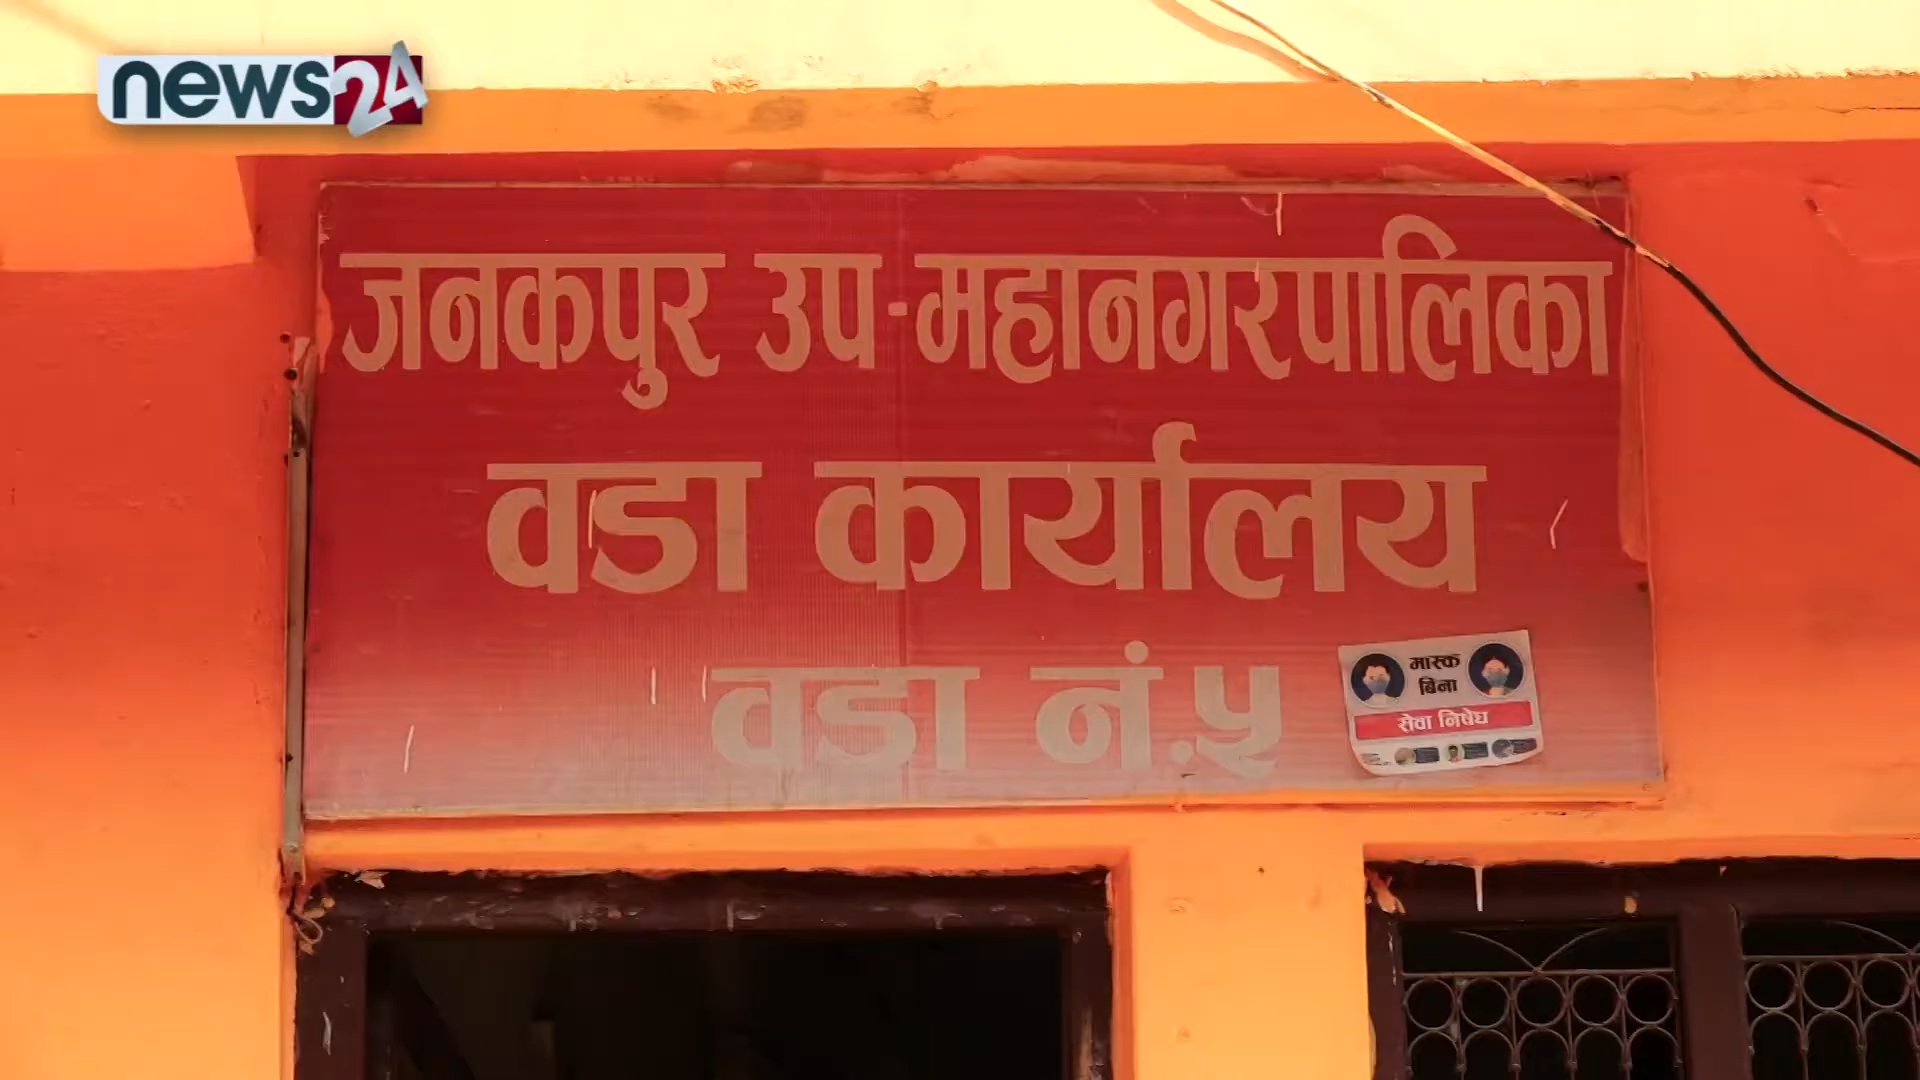 news24
जनकपुर उप-महानगरपालिका
वडा कार्यालय
वडा नं.५
मास्क
बिना
सेवा निषेध